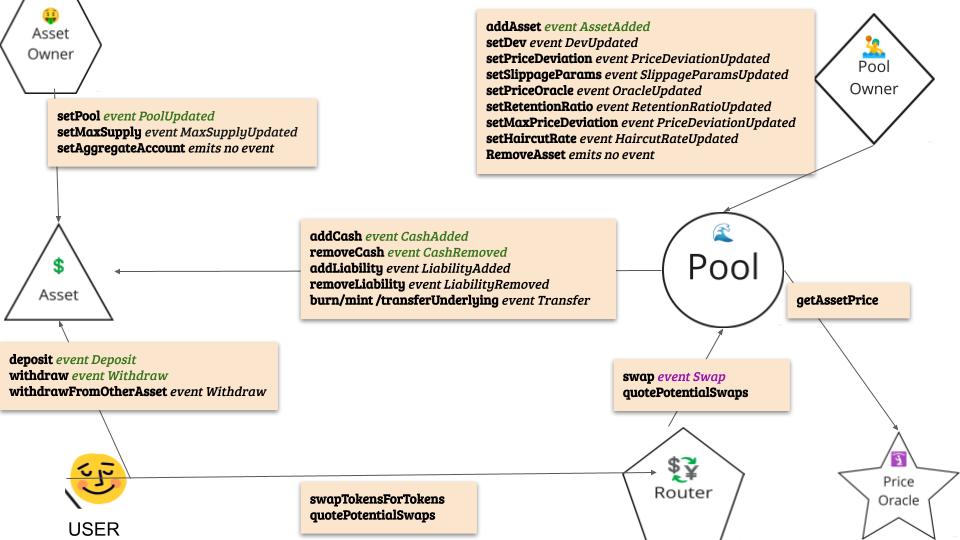 Asset
Owner
setPool event PoolUpdated
setMaxSupply event MaxSupplyUpdated
setAggregateAccount emits no event
addAsset event AssetAdded
setDev event DevUpdated
setPriceDeviation event PriceDeviationUpdated
setSlippageParams event SlippageParamsUpdated
setPriceOracle event OracleUpdated
setRetentionRatio event RetentionRatioUpdated
setMaxPriceDeviation event PriceDeviationUpdated
setHaircutRate event HaircutRateUpdated
RemoveAsset emits no event
Pool
Owner
$
Asset
addCash event CashAdded
removeCash event CashRemoved
addLiability event LiabilityAdded
removeLiability event LiabilityRemoved
burn/mint /transferUnderlying event Transfer
Pool
getAssetPrice
deposit event Deposit
withdraw event Withdraw
withdrawFromOtherAsset event Withdraw
swap event Swap
quotePotentialSwaps
USER
swapTokensForTokens
quotePotentialSwaps
$¥
Router
Price
Oracle